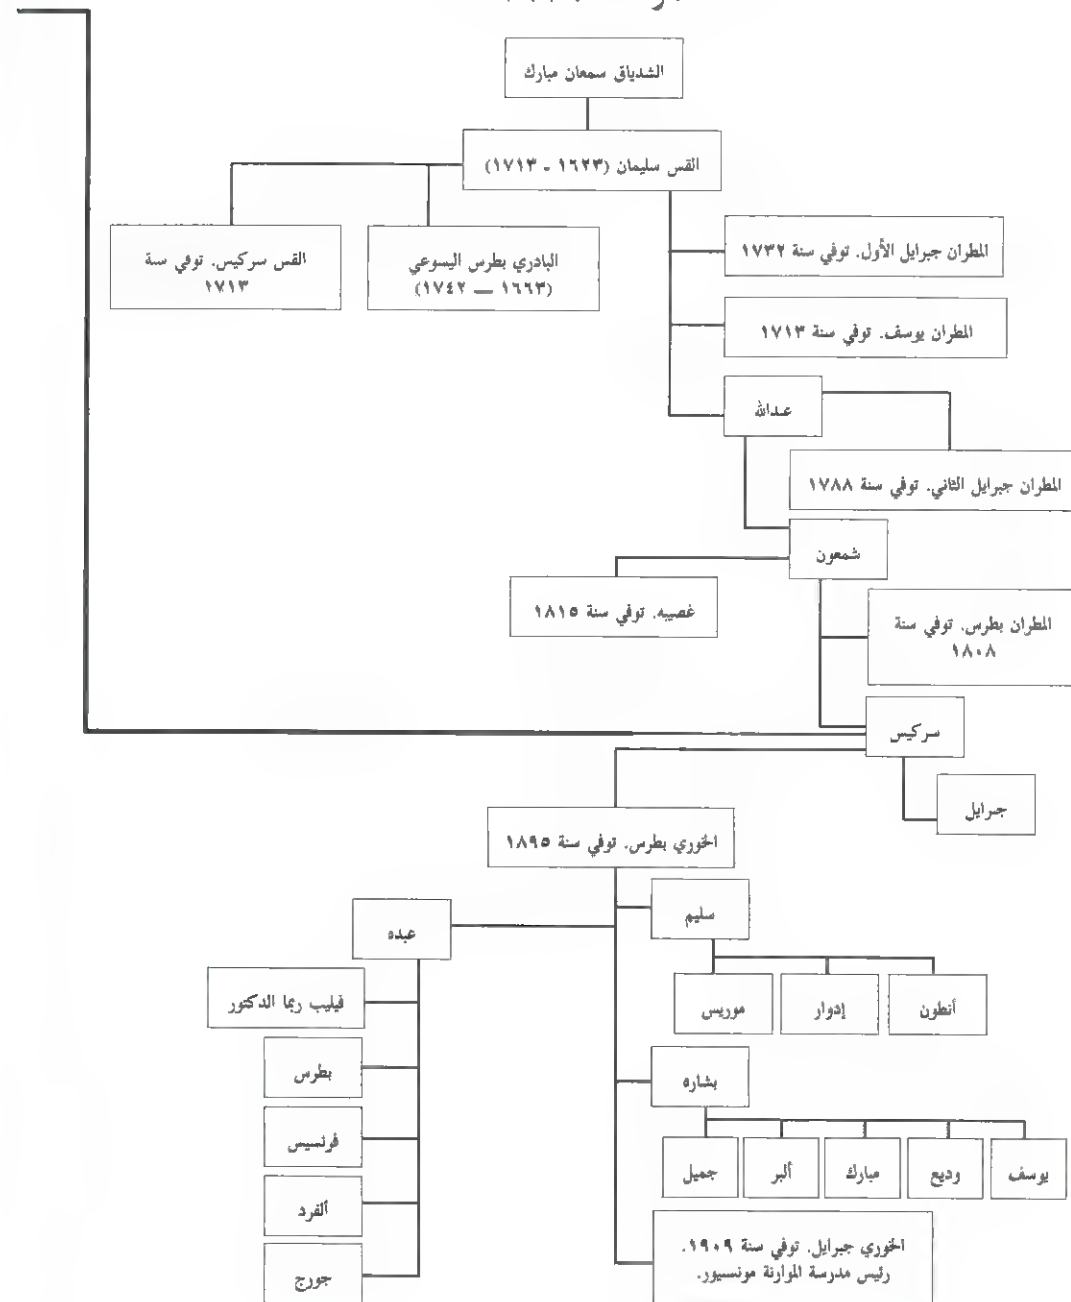 الشدياق سمعان مبارك
القس سليمان (١٦٢٣ - ١٧١٣)
المطران جبرايل الأول. توفي سنة ١٧٣٢
البادري بطرس اليسوعي
(١٦٦٣ — ١٧٤٢)
القس سركيس. توفي سنة
١٧١٣
المطران يوسف. توفي سنة ١٧١٣
عبدالله
المطران جبرايل الثاني. توفي سنة ١٧٨٨
شمعون
غصيبه. توفي سنة ١٨١٥
المطران بطرس. توفي سنة
١٨٠٨
سركيس
جبرايل
الخوري بطرس. توفي سنة ١٨٩٥
سليم
عبده
أنطون
إدوار
موريس
فيليب ربما الدكتور
بشاره
بطرس
فرنسيس
يوسف
وديع
مبارك
ألبر
جميل
الفرد
الخوري جبرايل. توفي سنة ١٩٠٩.
رئيس مدرسة الموارنة مونسيور.
جورج